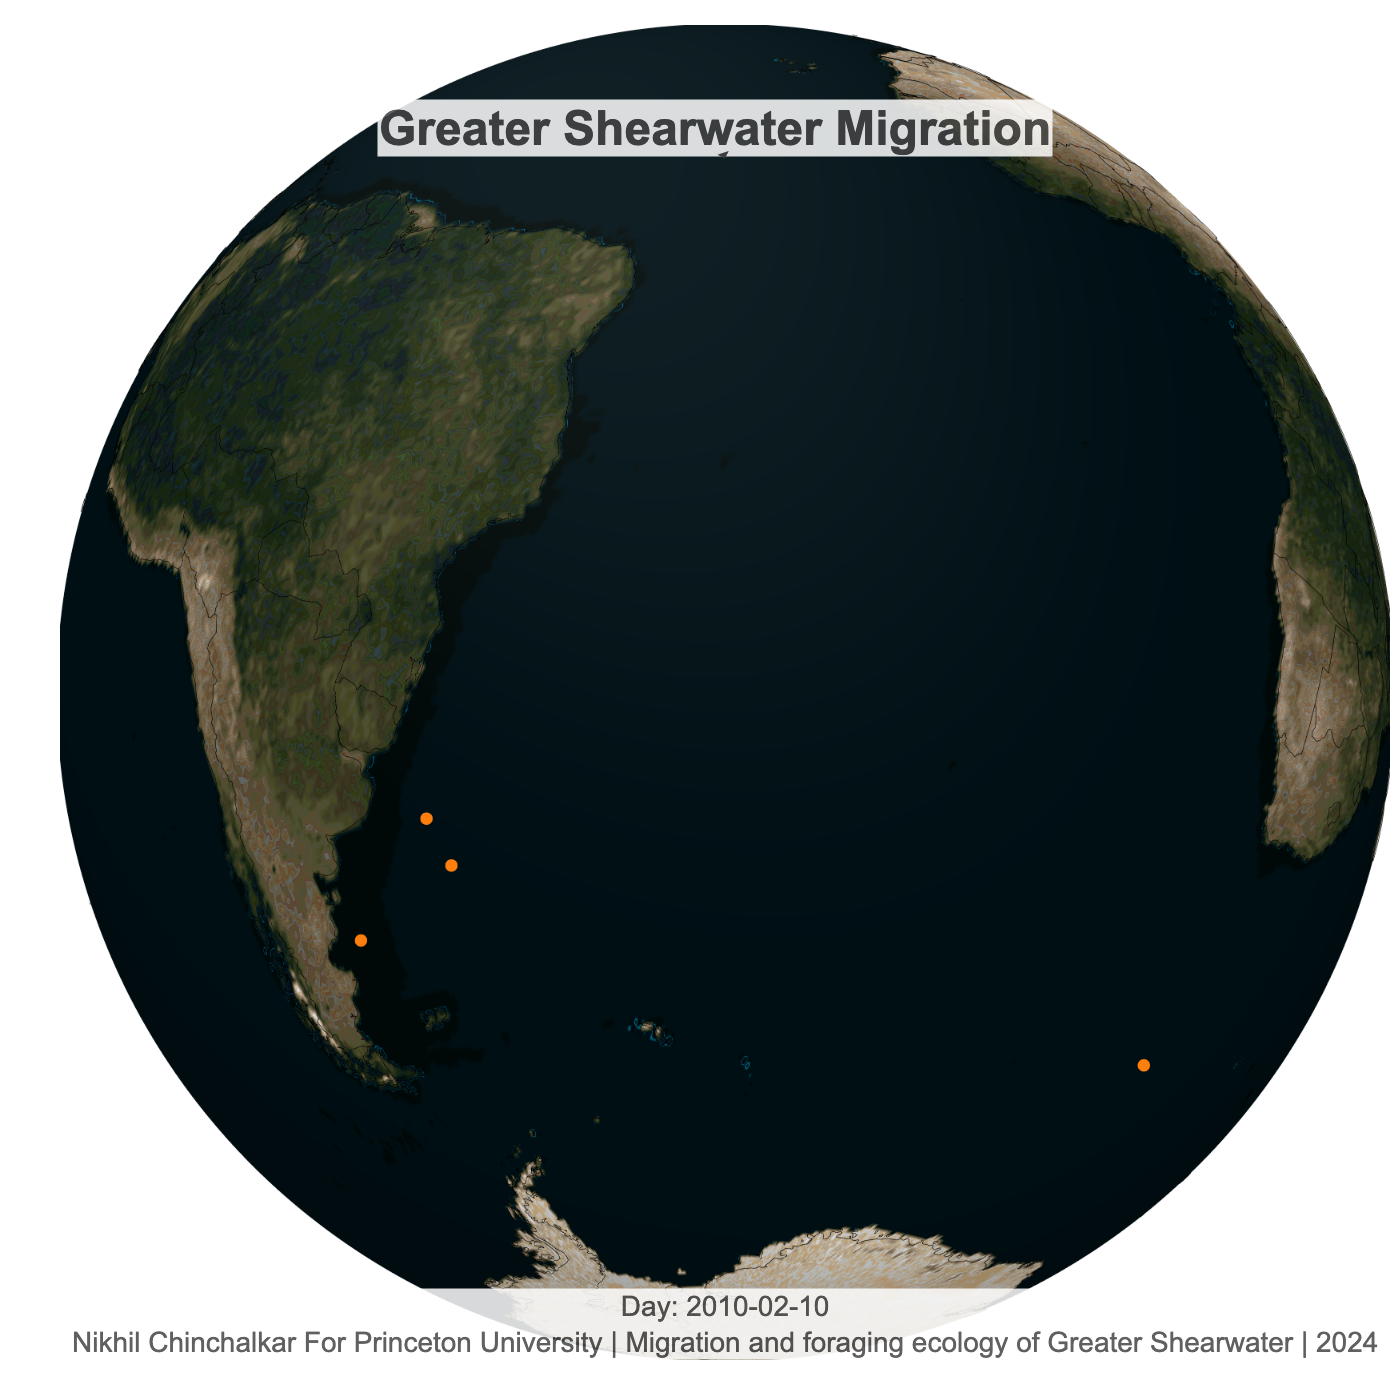 Greater Shearwater Migration
Day: 2010-02-10
Nikhil Chinchalkar For Princeton University | Migration and foraging ecology of Greater Shearwater | 2024